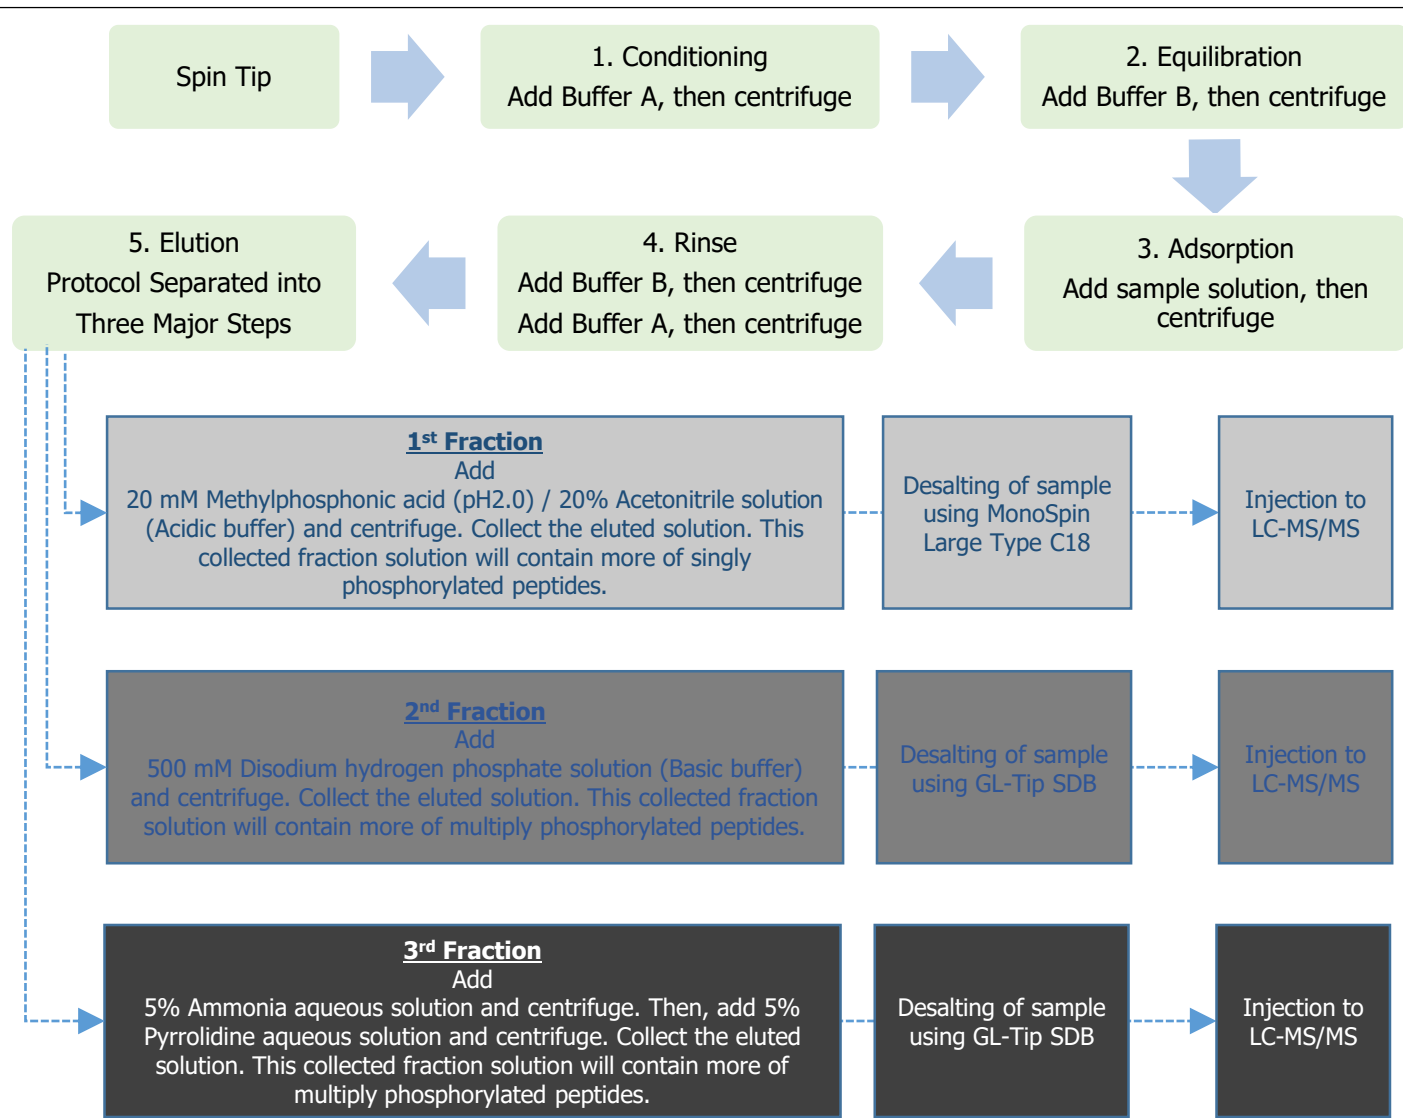 Spin Tip
1. Conditioning
Add Buffer A, then centrifuge
2. Equilibration
Add Buffer B, then centrifuge
3. Adsorption
Add sample solution, then
centrifuge
4. Rinse
Add Buffer B, then centrifuge
Add Buffer A, then centrifuge
5. Elution
Protocol Separated into
Three Major Steps
1st Fraction
Add
20 mM Methylphosphonic acid (pH2.0) / 20% Acetonitrile solution
(Acidic buffer) and centrifuge. Collect the eluted solution. This
collected fraction solution will contain more of singly
phosphorylated peptides.
Desalting of sample
using MonoSpin
Large Type C18
Injection to
LC-MS/MS
2nd Fraction
Add
500 mM Disodium hydrogen phosphate solution (Basic buffer)
and centrifuge. Collect the eluted solution. This collected fraction
solution will contain more of multiply phosphorylated peptides.
Desalting of sample
using GL-Tip SDB
Injection to
LC-MS/MS
3rd Fraction
Add
5% Ammonia aqueous solution and centrifuge. Then, add 5%
Pyrrolidine aqueous solution and centrifuge. Collect the eluted
solution. This collected fraction solution will contain more of
multiply phosphorylated peptides.
Desalting of sample
using GL-Tip SDB
Injection to
LC-MS/MS